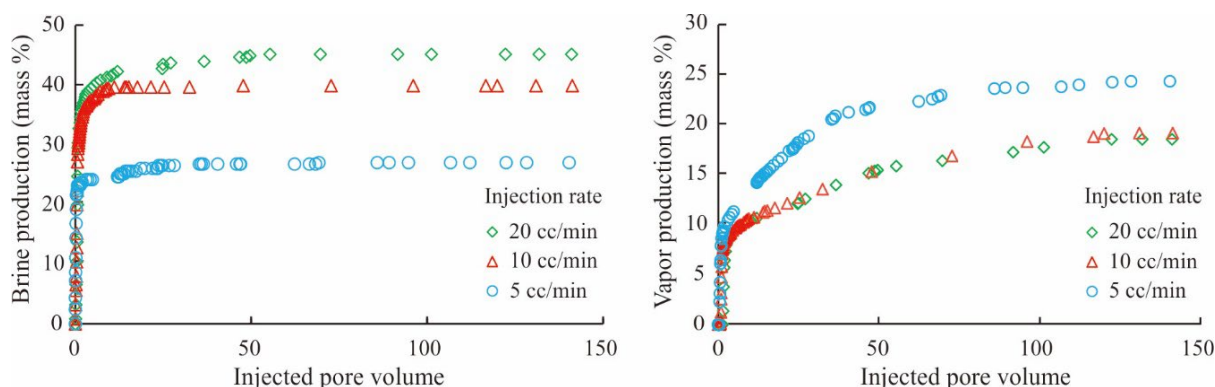 Brine production (mass %)
50
40
30
20
10
0
0
50
100
150
Injected pore volume
Injection rate
20 cc/min
10 cc/min
5 cc/min
Vapor production (mass %)
30
25
20
15
10
5
0
0
50
100
150
Injected pore volume
Injection rate
20 cc/min
10 cc/min
5 cc/min